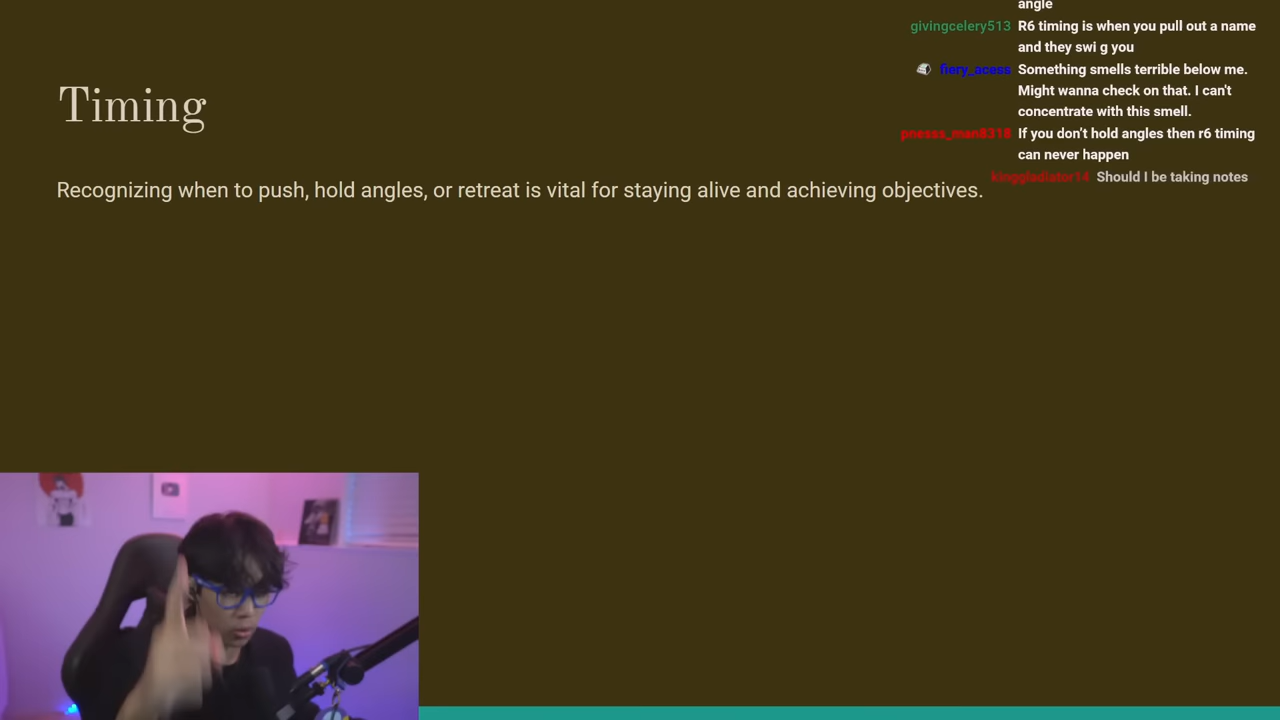 angle
givingcelery513 R6 timing is when you pull out a name
and they swi g you
fiery_acess Something smells terrible below me.
Might wanna check on that. I can't
concentrate with this smell.
pnesss_man8318 If you don't hold angles then r6 timing
can never happen
kinggladiator14 Should I be taking notes
Timing
Recognizing when to push, hold angles, or retreat is vital for staying alive and achieving objectives.